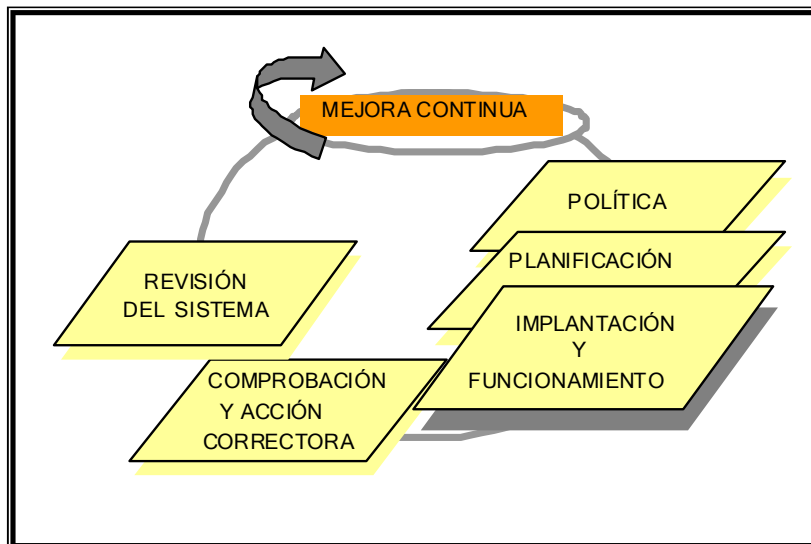 MEJORA CONTINUA
POLÍTICA
PLANIFICACIÓN
IMPLANTACIÓN
Y
FUNCIONAMIENTO
COMPROBACIÓN
Y ACCIÓN
CORRECTORA
REVISIÓN
DEL SISTEMA